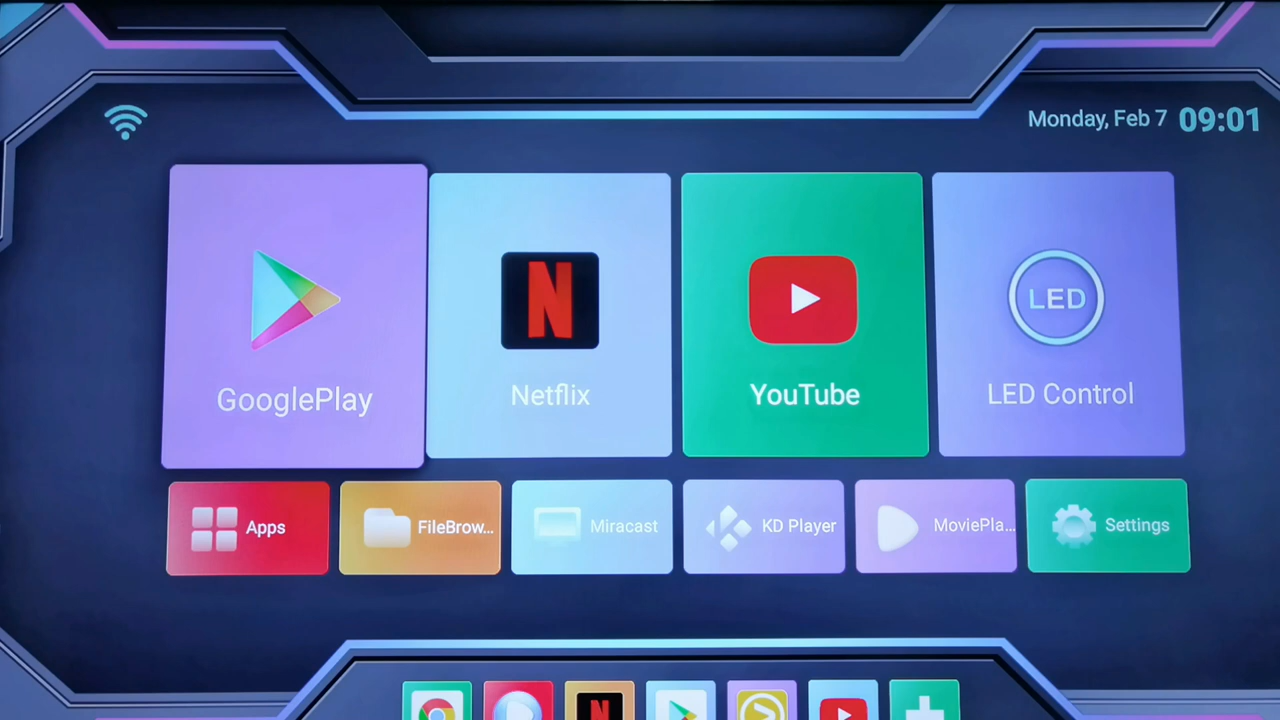 Monday, Feb 7 09:01
GooglePlay
N
Netflix
YouTube
LED
LED Control
Apps
FileBrow...
Miracast
KD Player
MoviePla...
Settings
N